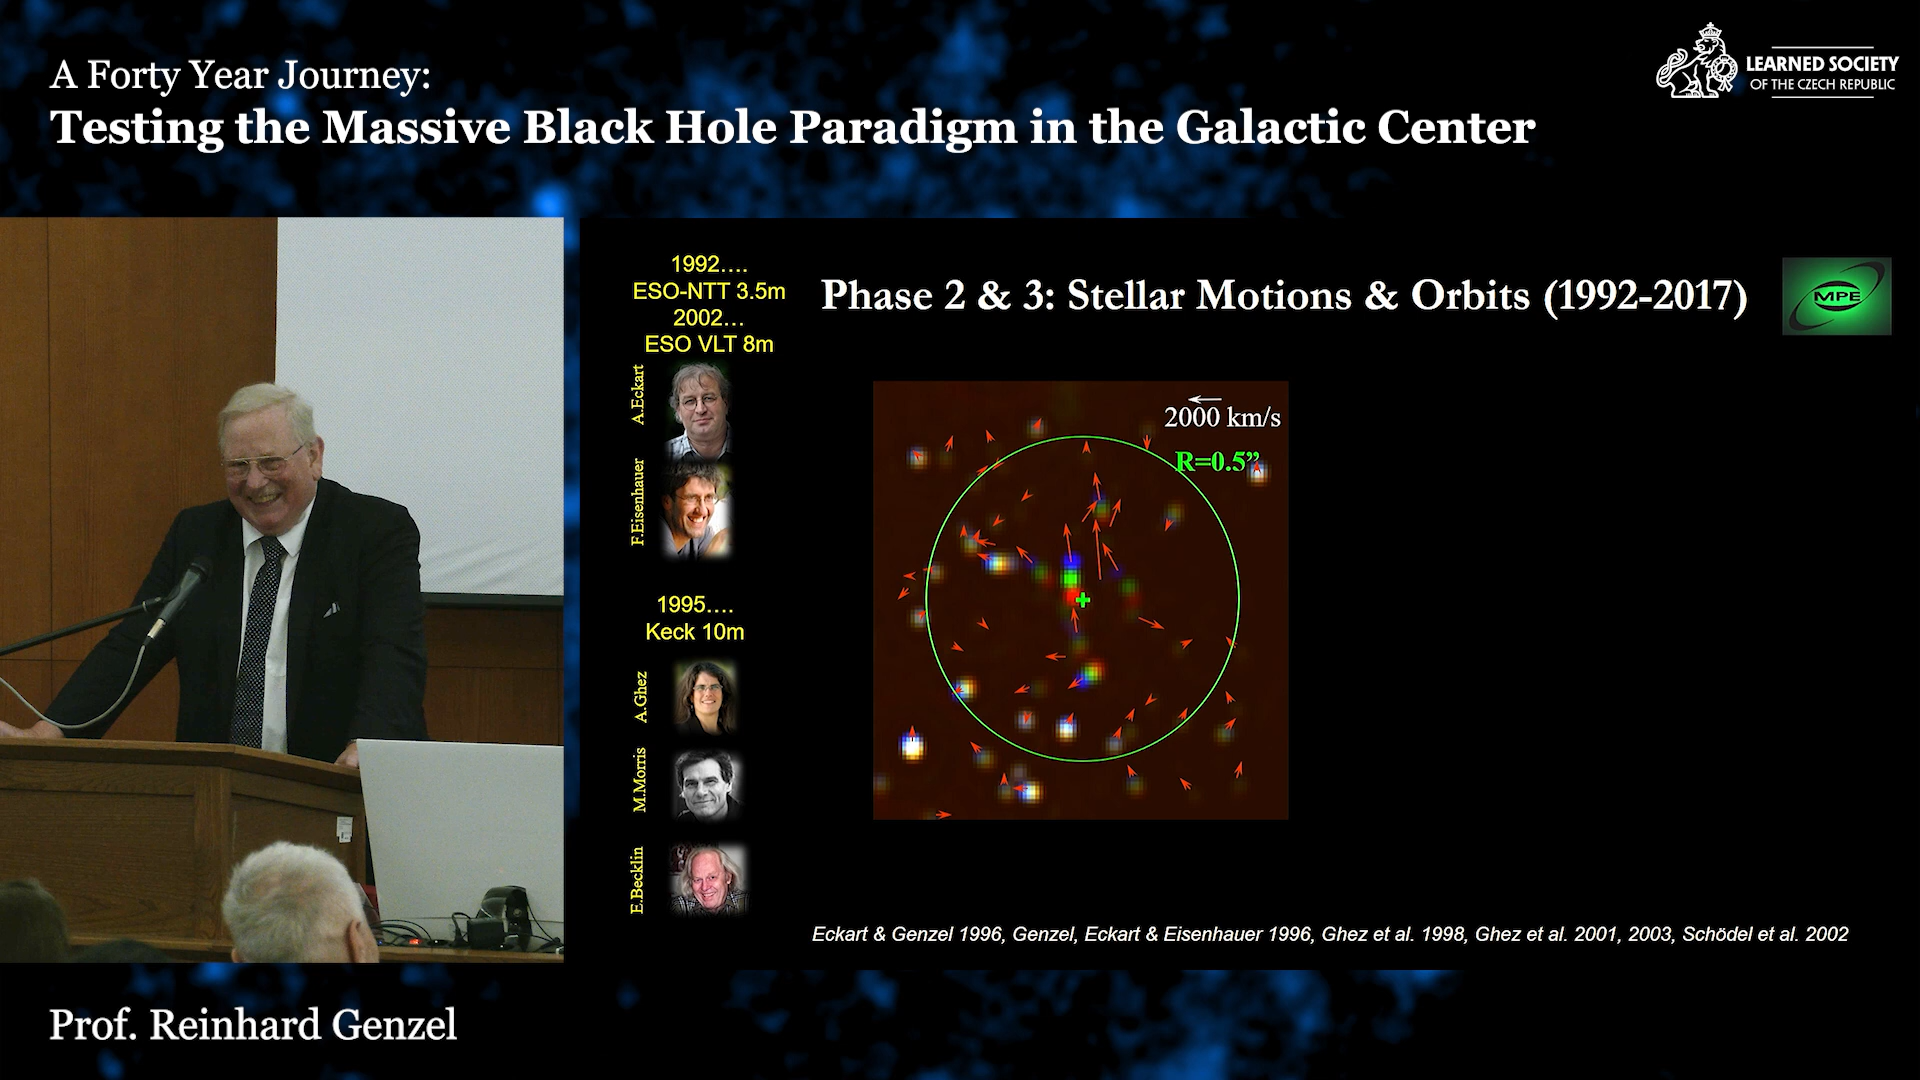 A Forty Year Journey:
Testing the Massive Black Hole Paradigm in the Galactic Center
LEARNED SOCIETY
OF THE CZECH REPUBLIC
1992....
ESO-NTT 3.5m
2002...
ESO VLT 8m
A.Eckart
F.Eisenhauer
1995....
Keck 10m
A.Ghez
M.Morris
E.Becklin
Phase 2 & 3: Stellar Motions & Orbits (1992-2017)
MPE
2000 km/s
R=0.5”
Eckart & Genzel 1996, Genzel, Eckart & Eisenhauer 1996, Ghez et al. 1998, Ghez et al. 2001, 2003, Schödel et al. 2002
Prof. Reinhard Genzel